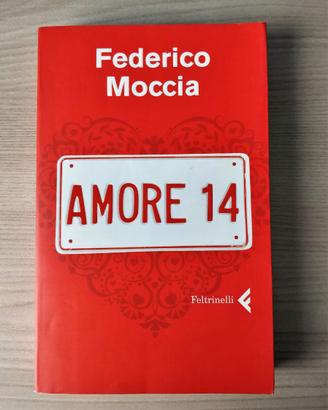 Federico
Moccia
AMORE 14
Feltrinelli